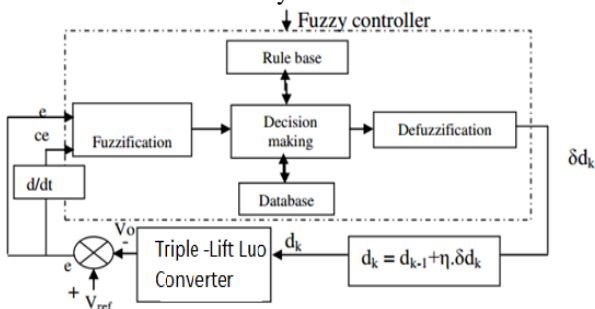 Fuzzy controller
Rule base
e
ce
Fuzzification
Decision
making
Defuzzification
d/dt
Database
δdₖ
Vo
-
Triple -Lift Luo
Converter
dₖ
dₖ = dₖ₋₁+η.δdₖ
e
+
V_ref